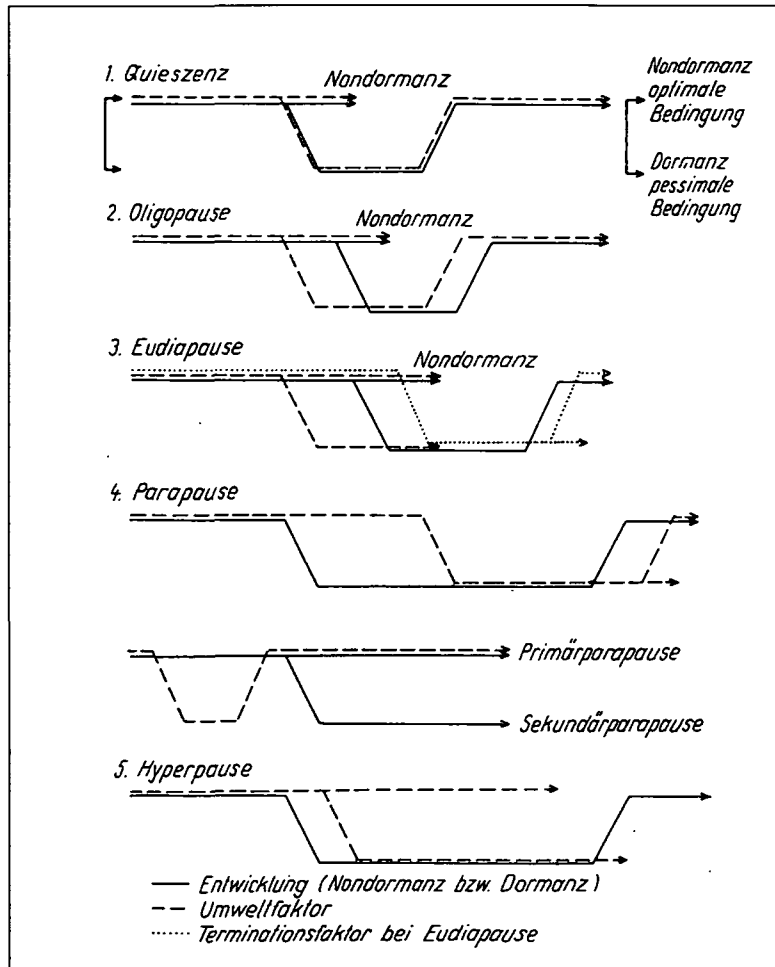 1. Quieszenz
Nondormanz
Nondormanz
optimale
Bedingung
Dormanz
pessimale
Bedingung
2. Oligopause
Nondormanz
3. Eudiapause
Nondormanz
4. Parapause
Primärparapause
Sekundärparapause
5. Hyperpause
Entwicklung (Nondormanz bzw. Dormanz)
Umweltfaktor
Terminationsfaktor bei Eudiapause